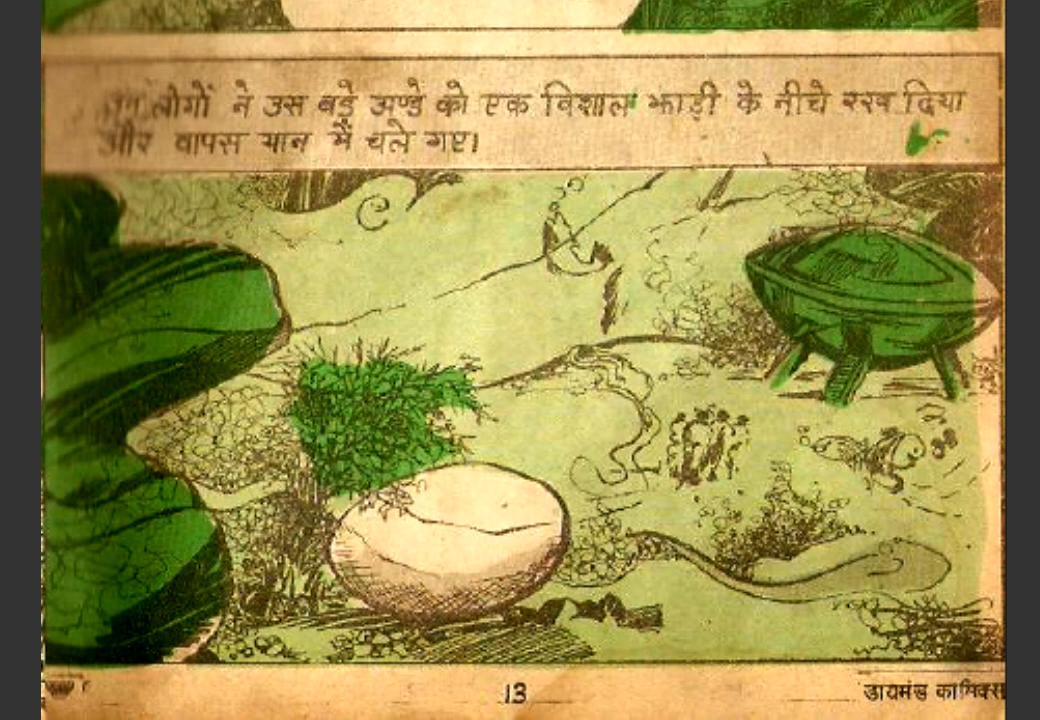 लोगों ने उस बड़े अण्डे को एक विशाल झाड़ी के नीचे रख दिया
और वापस यान में चले गए।
13
डायमंड कामिक्स